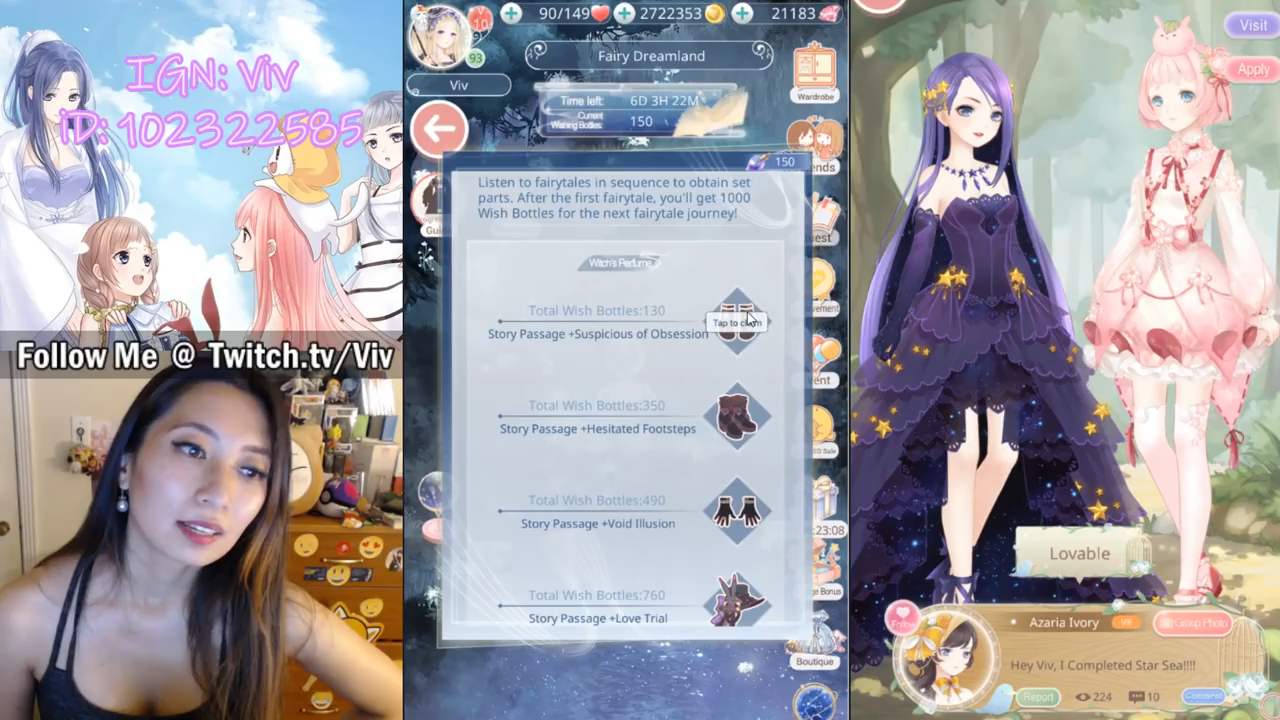 IGN: Viv
iD: 102322585
Follow Me @ Twitch.tv/Viv
V
10
93
90/149
2722353
21183
Fairy Dreamland
Viv
Time left: 6D 3H 22M
Current
Wishing Bottles: 150
Wardrobe
150
Listen to fairytales in sequence to obtain set
parts. After the first fairytale, you'll get 1000
Wish Bottles for the next fairytale journey!
Witch's Perfume
Total Wish Bottles:130
Story Passage +Suspicious of Obsession
Total Wish Bottles:350
Story Passage +Hesitated Footsteps
Total Wish Bottles:490
Story Passage +Void Illusion
Total Wish Bottles:760
Story Passage +Love Trial
:23:08
Boutique
Visit
Apply
Lovable
Azaria Ivory
V8
Group Photo
Hey Viv, I Completed Star Sea!!!!
Report
224
10
Comment